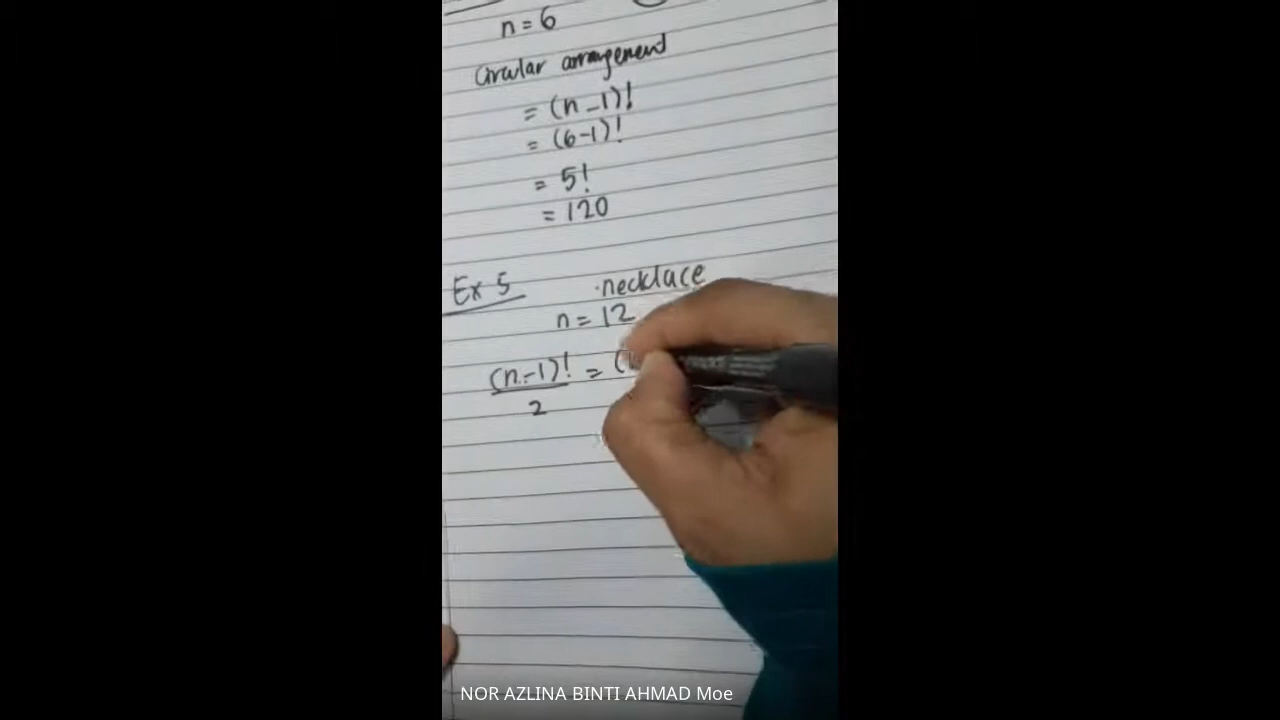 n = 6
Circular arrangement
= (n-1)!
= (6-1)!
= 5!
= 120
Ex 5 necklace
n = 12
(n-1)!/2 = (
NOR AZLINA BINTI AHMAD Moe